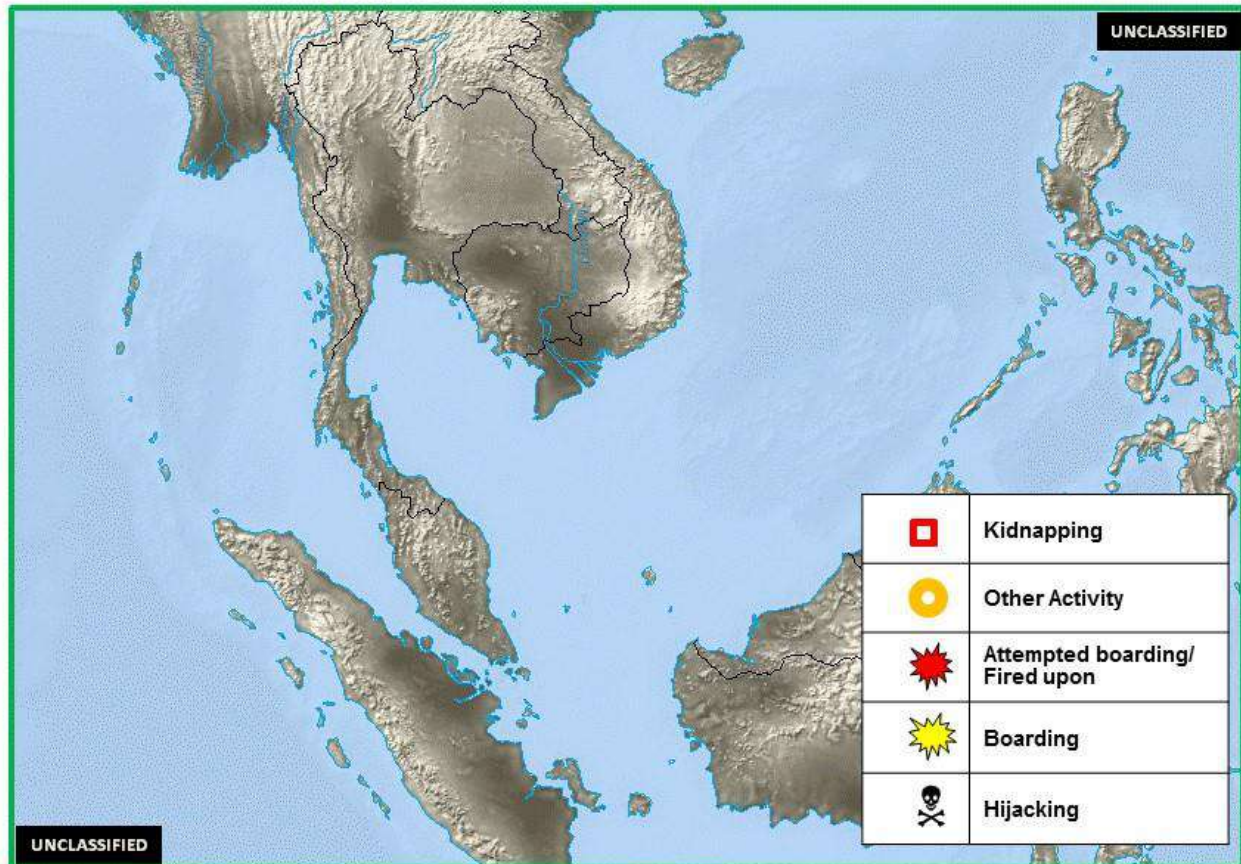 UNCLASSIFIED
Kidnapping
Other Activity
Attempted boarding/
Fired upon
Boarding
Hijacking
UNCLASSIFIED